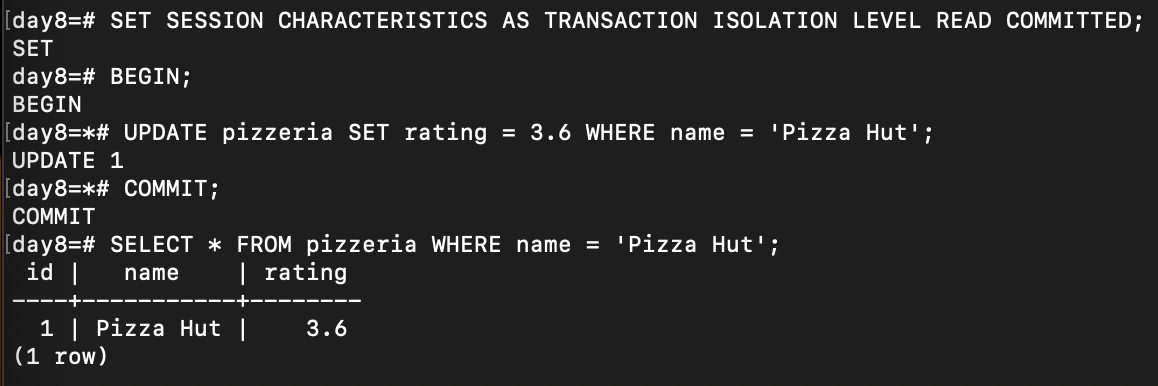 [day8=# SET SESSION CHARACTERISTICS AS TRANSACTION ISOLATION LEVEL READ COMMITTED;
SET
day8=# BEGIN;
BEGIN
[day8=*# UPDATE pizzeria SET rating = 3.6 WHERE name = 'Pizza Hut';
UPDATE 1
[day8=*# COMMIT;
COMMIT
[day8=# SELECT * FROM pizzeria WHERE name = 'Pizza Hut';
 id |   name    | rating
----+-----------+--------
  1 | Pizza Hut |    3.6
(1 row)